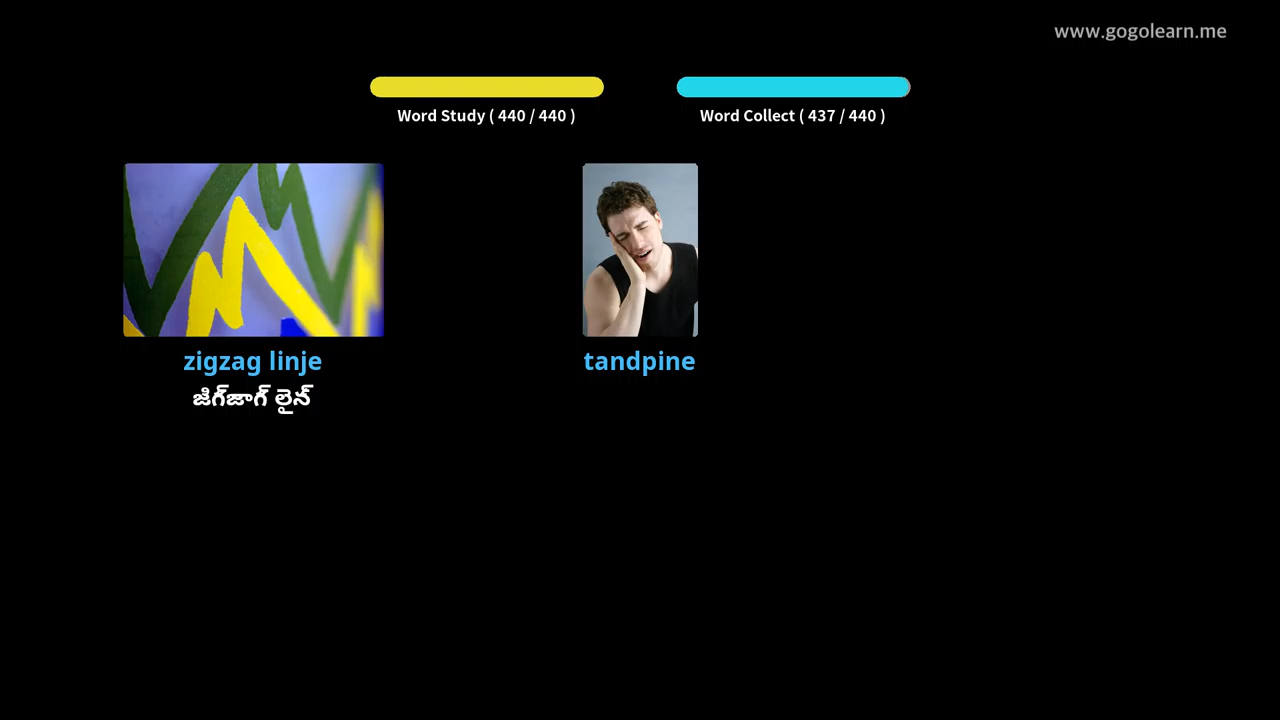 www.gogolearn.me
Word Study ( 440 / 440 )
Word Collect ( 437 / 440 )
zigzag linje
జిగ్‌జాగ్ లైన్
tandpine